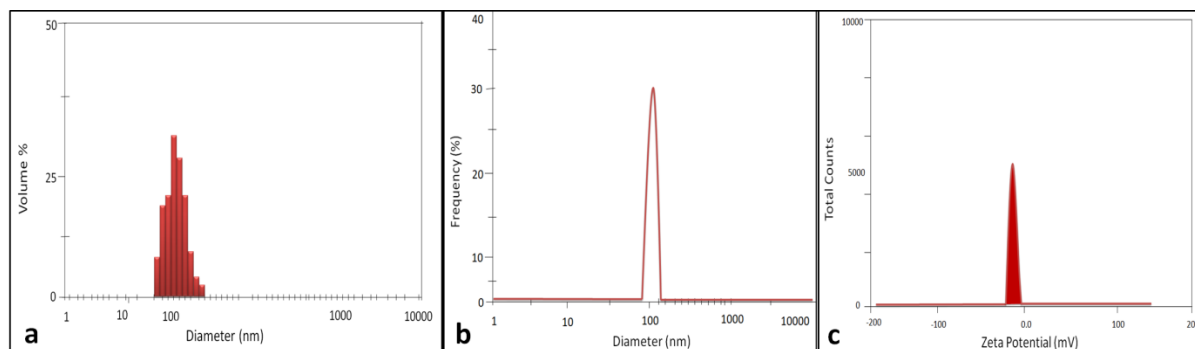 50
25
0
Volume %
1 10 100 1000 10000
Diameter (nm)
a
40
30
20
10
0
Frequency (%)
1 10 100 1000 10000
Diameter (nm)
b
10000
5000
0
Total Counts
-200 -100 0.0 100 20
Zeta Potential (mV)
c